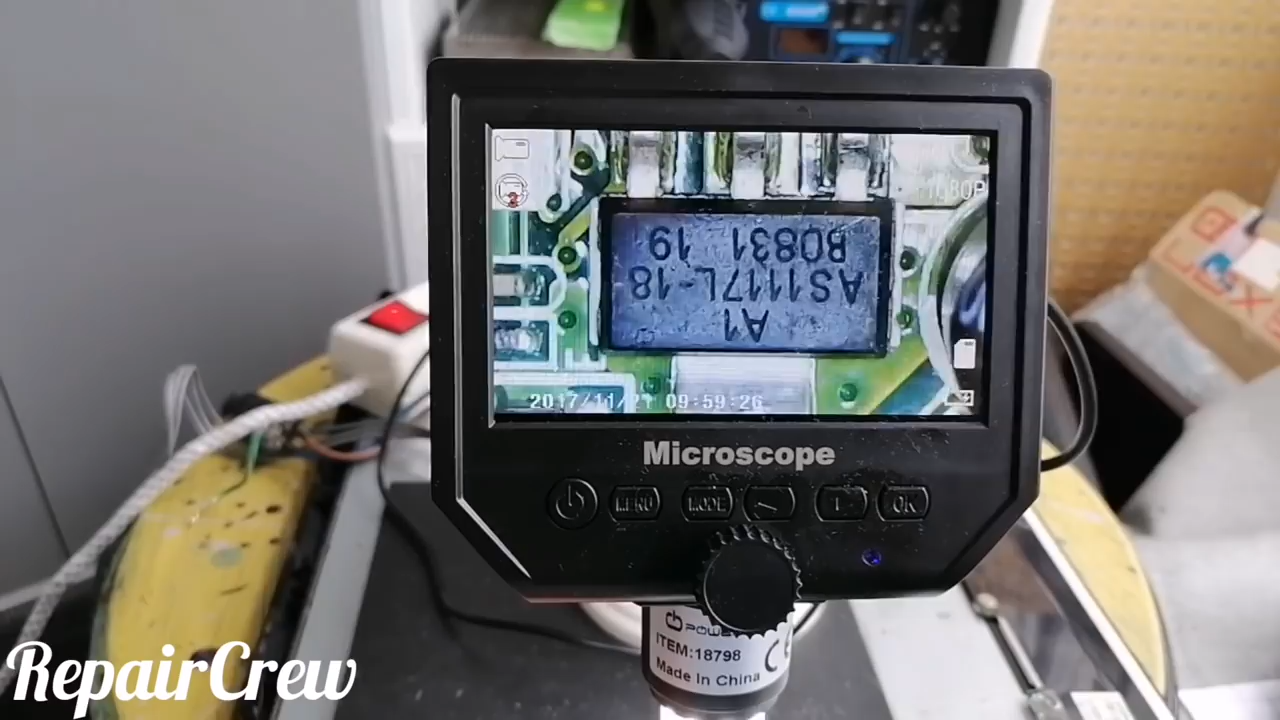 1080P
A1
AS1117L-18
B0831 19
2017/11/21 09:59:26
Microscope
MENU
MODE
OK
ITEM:18798
CE
Made in China
RepairCrew